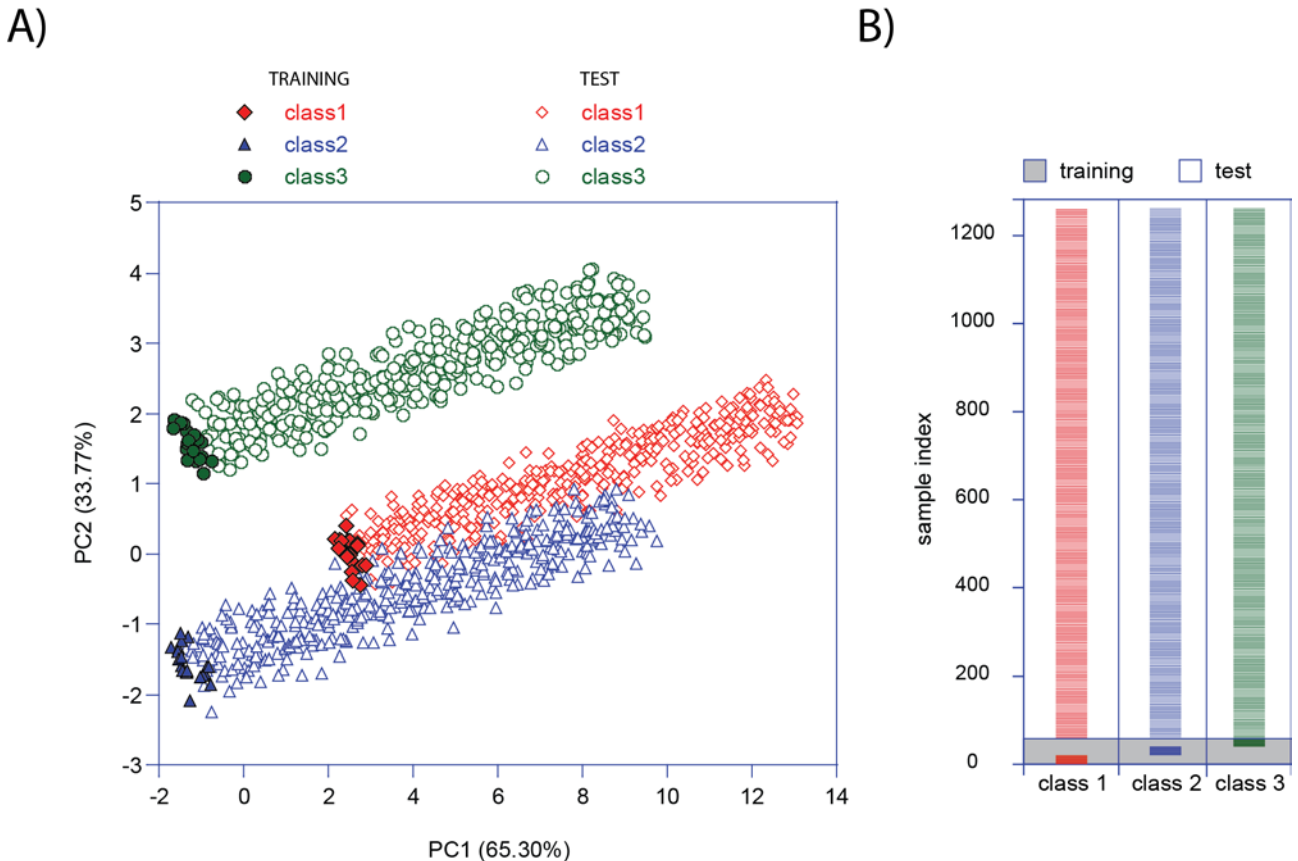 A)
TRAINING TEST
class1 class1
class2 class2
class3 class3
5
4
3
2
1
0
-1
-2
-3
PC2 (33.77%)
-2 0 2 4 6 8 10 12 14
PC1 (65.30%)
B)
training test
1200
1000
800
600
400
200
0
sample index
class 1 class 2 class 3